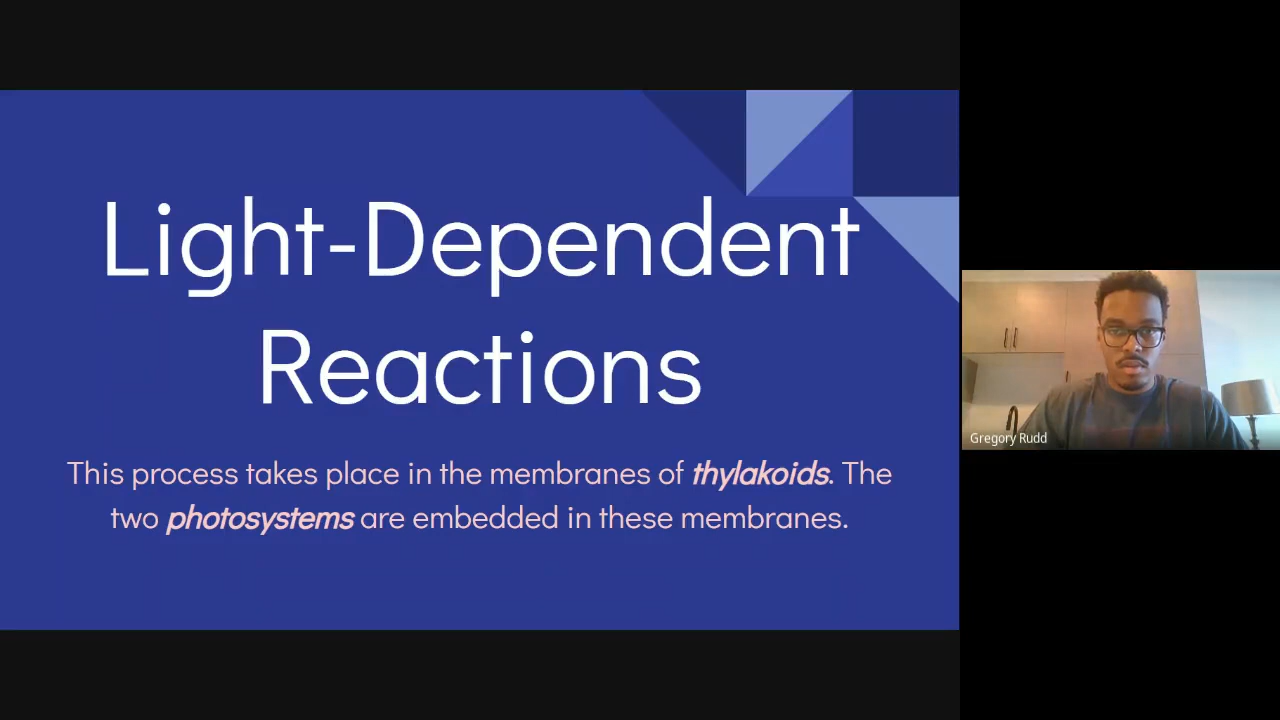 Light-Dependent
Reactions
This process takes place in the membranes of thylakoids. The
two photosystems are embedded in these membranes.
Gregory Rudd